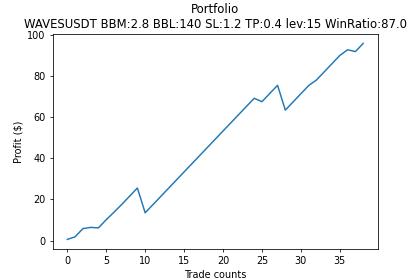 Portfolio
WAVESUSDT BBM:2.8 BBL:140 SL:1.2 TP:0.4 lev:15 WinRatio:87.0
100
80
60
40
20
0
Profit ($)
0 5 10 15 20 25 30 35
Trade counts